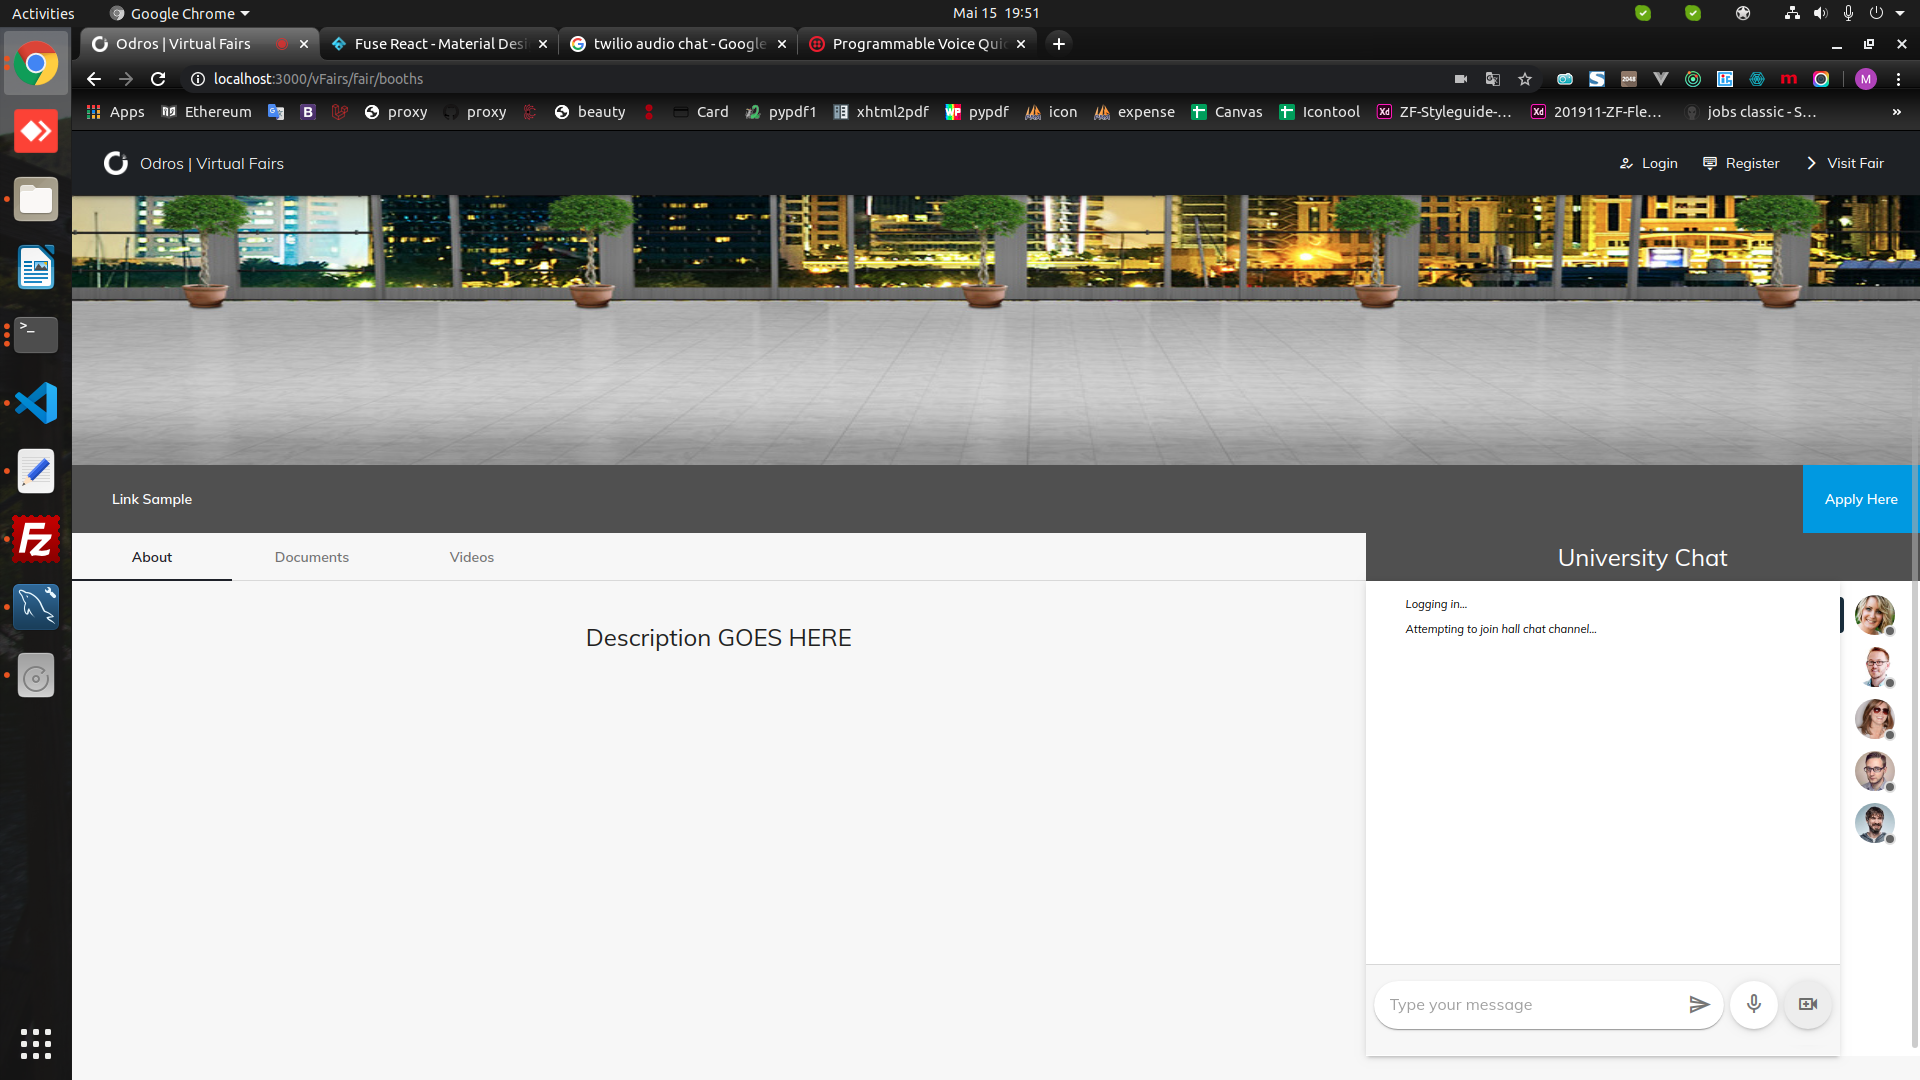 Activities
Google Chrome
Mai 15 19:51
Odros | Virtual Fairs
Fuse React - Material Desi
twilio audio chat - Google
Programmable Voice Quic
localhost:3000/vFairs/fair/booths
M
Apps
Ethereum
proxy
proxy
beauty
Card
pypdf1
xhtml2pdf
pypdf
icon
expense
Canvas
Icontool
ZF-Styleguide-...
201911-ZF-Fle...
jobs classic - S...
Odros | Virtual Fairs
Login
Register
Visit Fair
Link Sample
Apply Here
About
Documents
Videos
University Chat
Logging in...
Attempting to join hall chat channel...
Description GOES HERE
Type your message